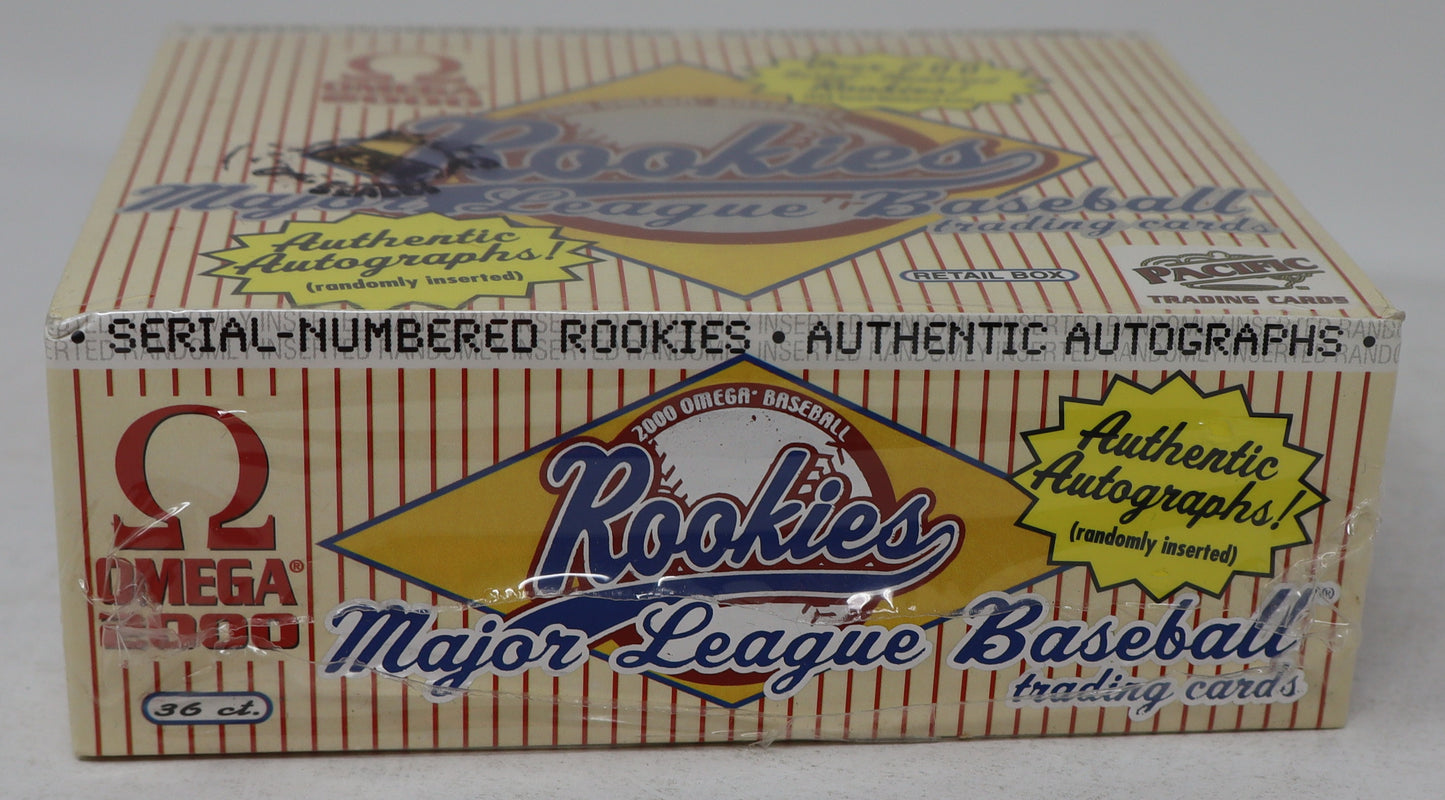 OMEGA
Rookies
Major League Baseball
trading cards
Authentic
Autographs!
(randomly inserted)
RETAIL BOX
PACIFIC
TRADING CARDS
• SERIAL-NUMBERED ROOKIES • AUTHENTIC AUTOGRAPHS •
Ω
OMEGA®
2000
36 ct.
2000 OMEGA® BASEBALL
Rookies
Major League Baseball®
trading cards
Authentic
Autographs!
(randomly inserted)